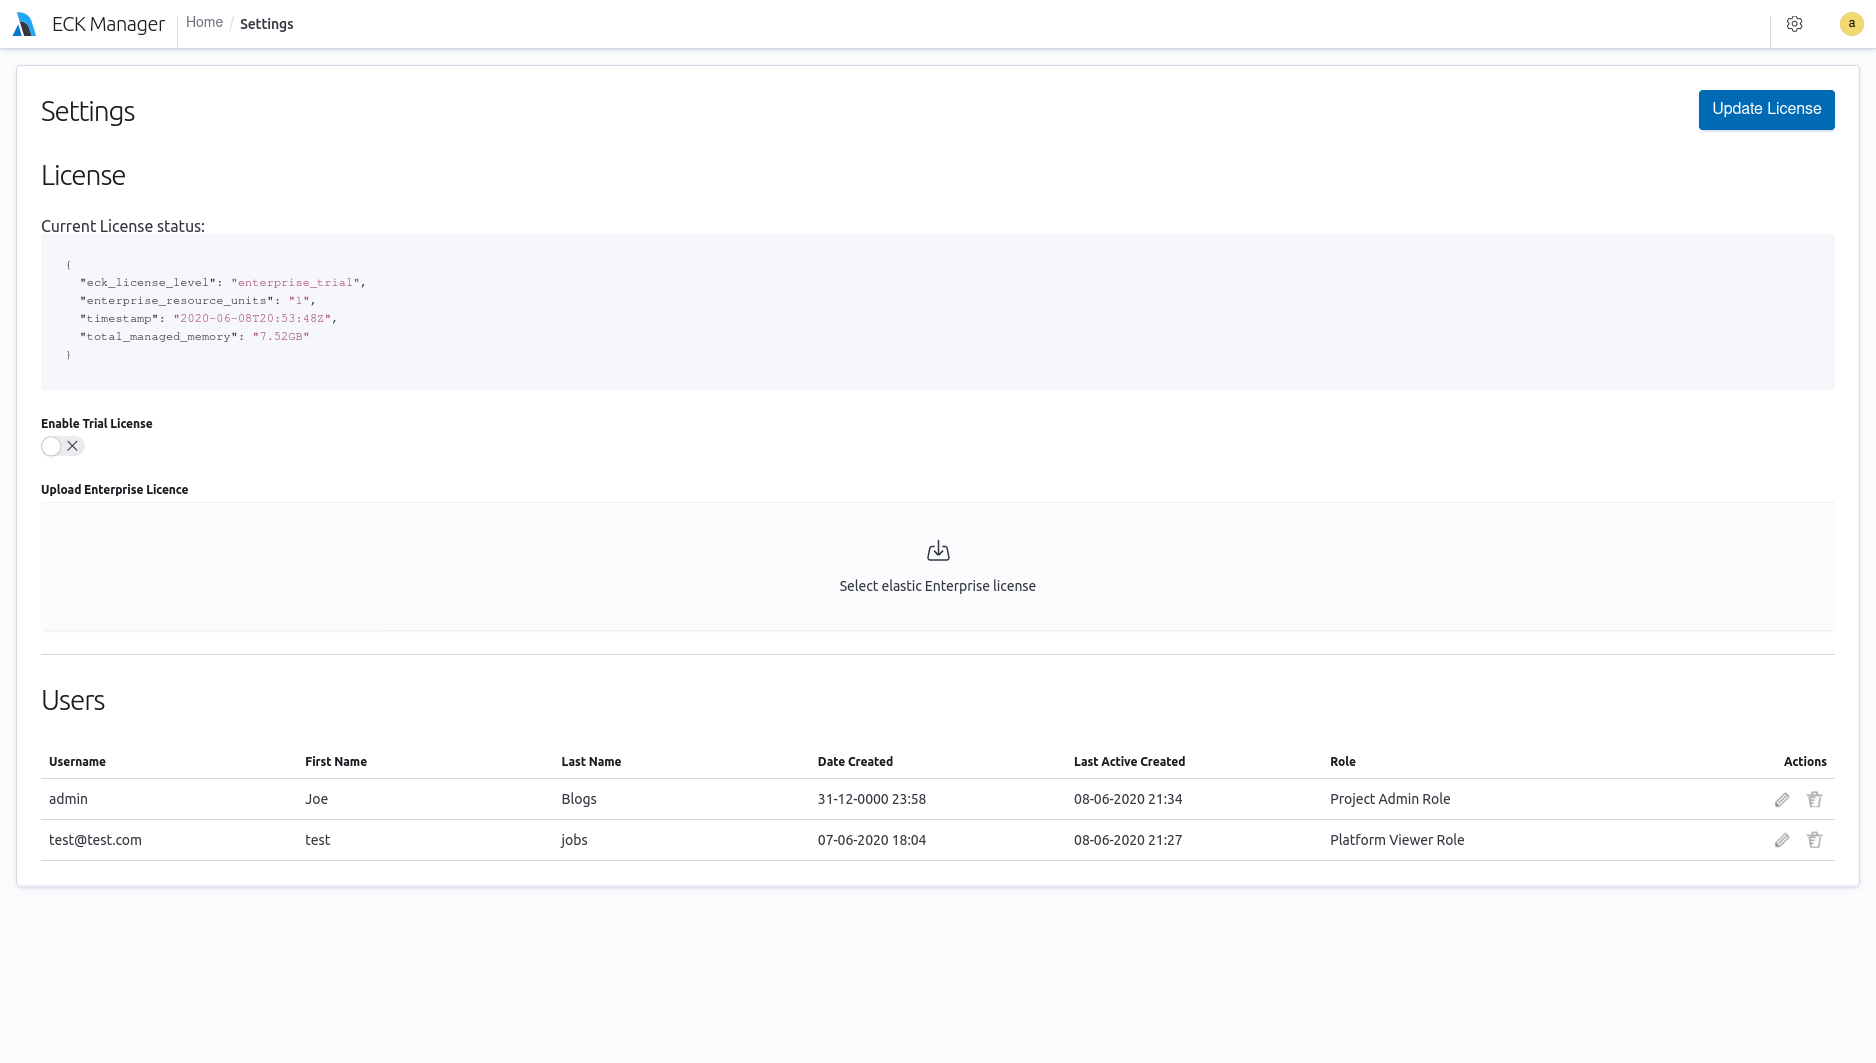 ECK Manager Home / Settings a
Settings
Update License
License
Current License status:
{
"eck_license_level": "enterprise_trial",
"enterprise_resource_units": "1",
"timestamp": "2020-06-08T20:53:48Z",
"total_managed_memory": "7.52GB"
}
Enable Trial License
Upload Enterprise Licence
Select elastic Enterprise license
Users
Username First Name Last Name Date Created Last Active Created Role Actions
admin Joe Blogs 31-12-0000 23:58 08-06-2020 21:34 Project Admin Role
test@test.com test jobs 07-06-2020 18:04 08-06-2020 21:27 Platform Viewer Role